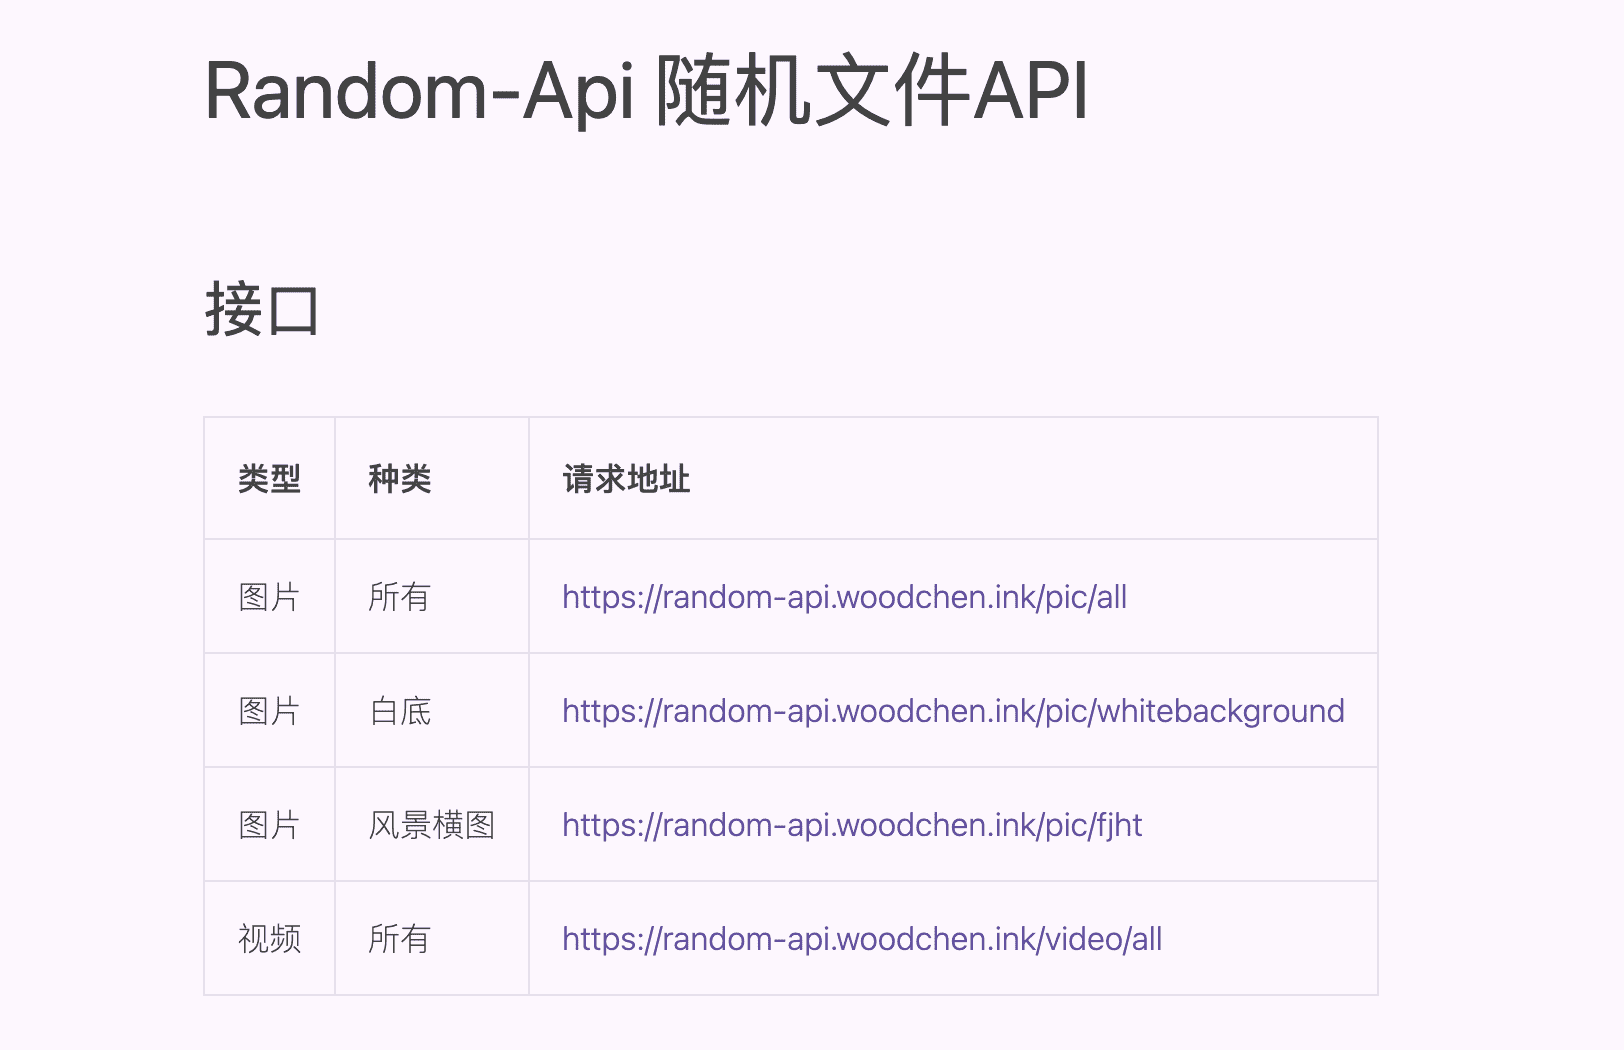 Random-Api 随机文件API
接口
类型 种类 请求地址
图片 所有 https://random-api.woodchen.ink/pic/all
图片 白底 https://random-api.woodchen.ink/pic/whitebackground
图片 风景横图 https://random-api.woodchen.ink/pic/fjht
视频 所有 https://random-api.woodchen.ink/video/all